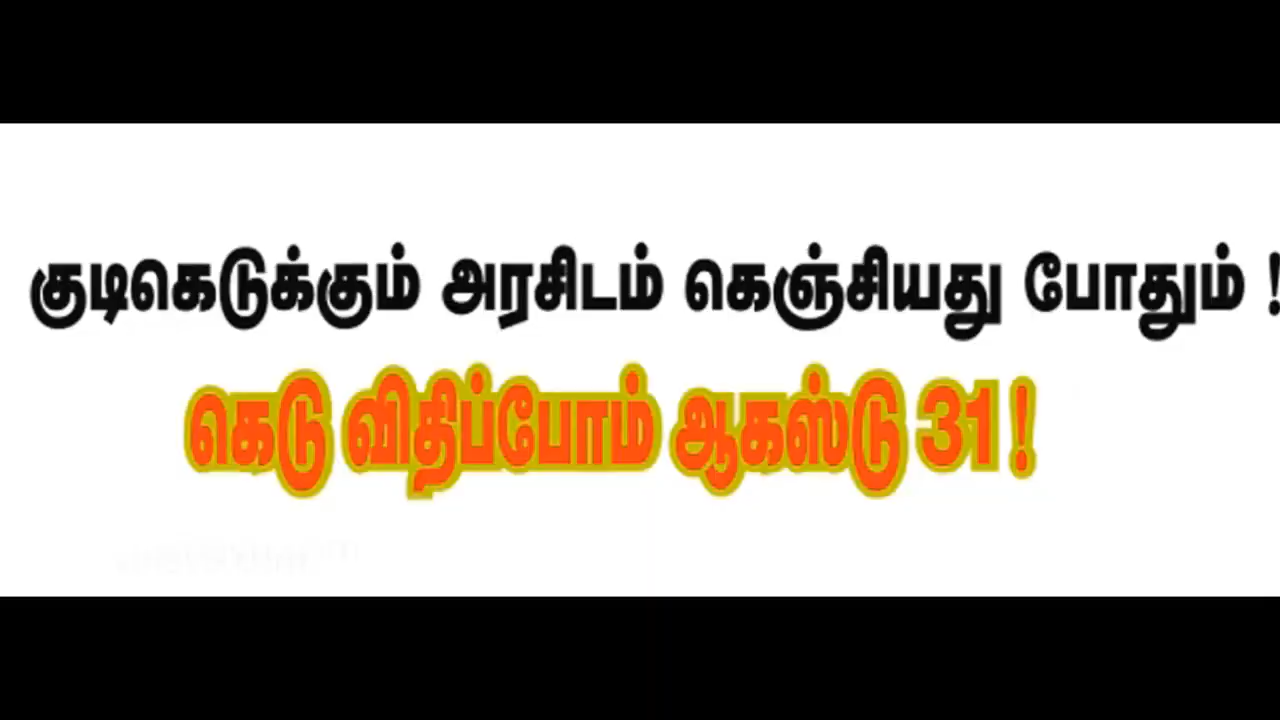 குடிகெடுக்கும் அரசிடம் கெஞ்சியது போதும் !
கெடு விதிப்போம் ஆகஸ்டு 31 !